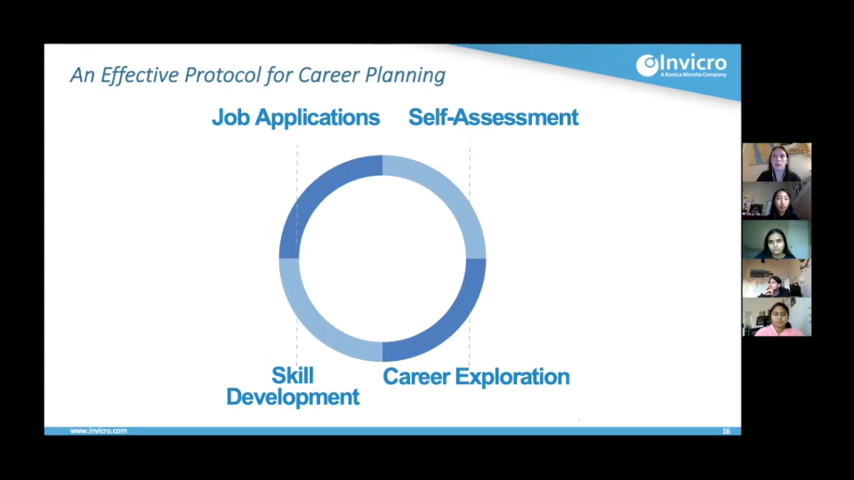 An Effective Protocol for Career Planning
Invicro
A Konica Minolta Company
Job Applications
Self-Assessment
Skill
Development
Career Exploration
www.invicro.com
16